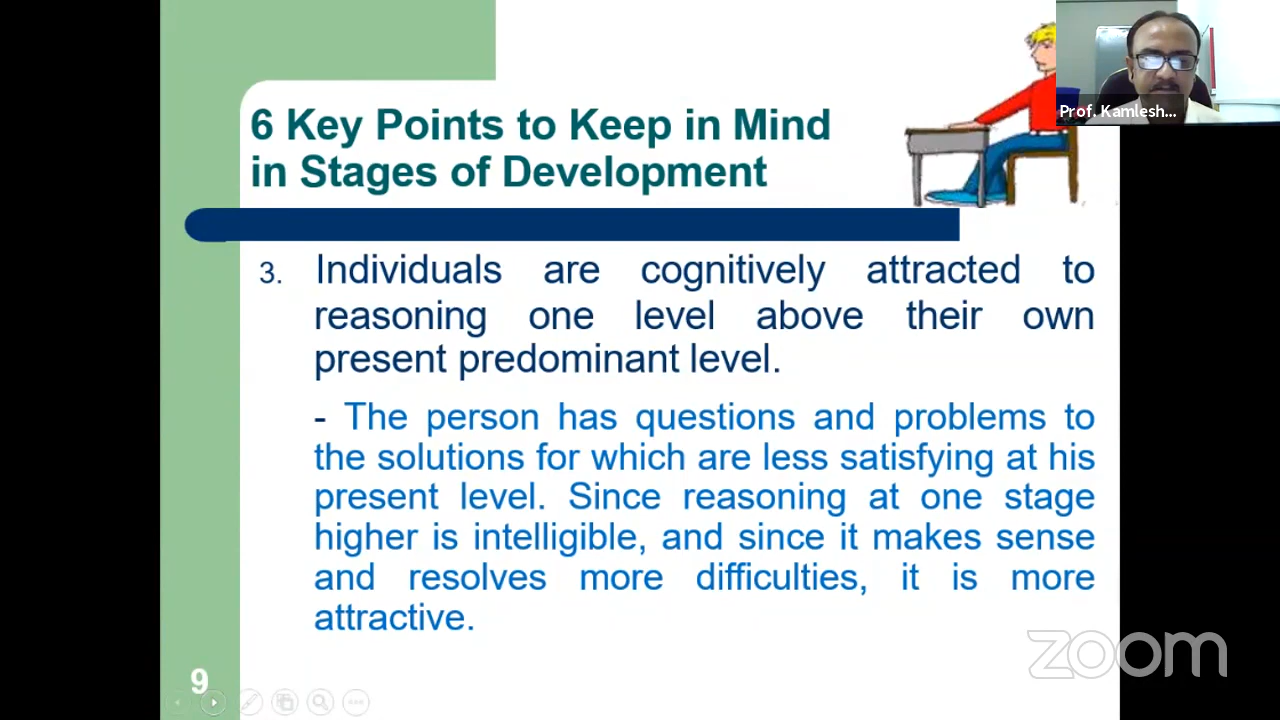 6 Key Points to Keep in Mind
in Stages of Development
Prof. Kamlesh...
3. Individuals are cognitively attracted to
reasoning one level above their own
present predominant level.
- The person has questions and problems to
the solutions for which are less satisfying at his
present level. Since reasoning at one stage
higher is intelligible, and since it makes sense
and resolves more difficulties, it is more
attractive.
zoom
9